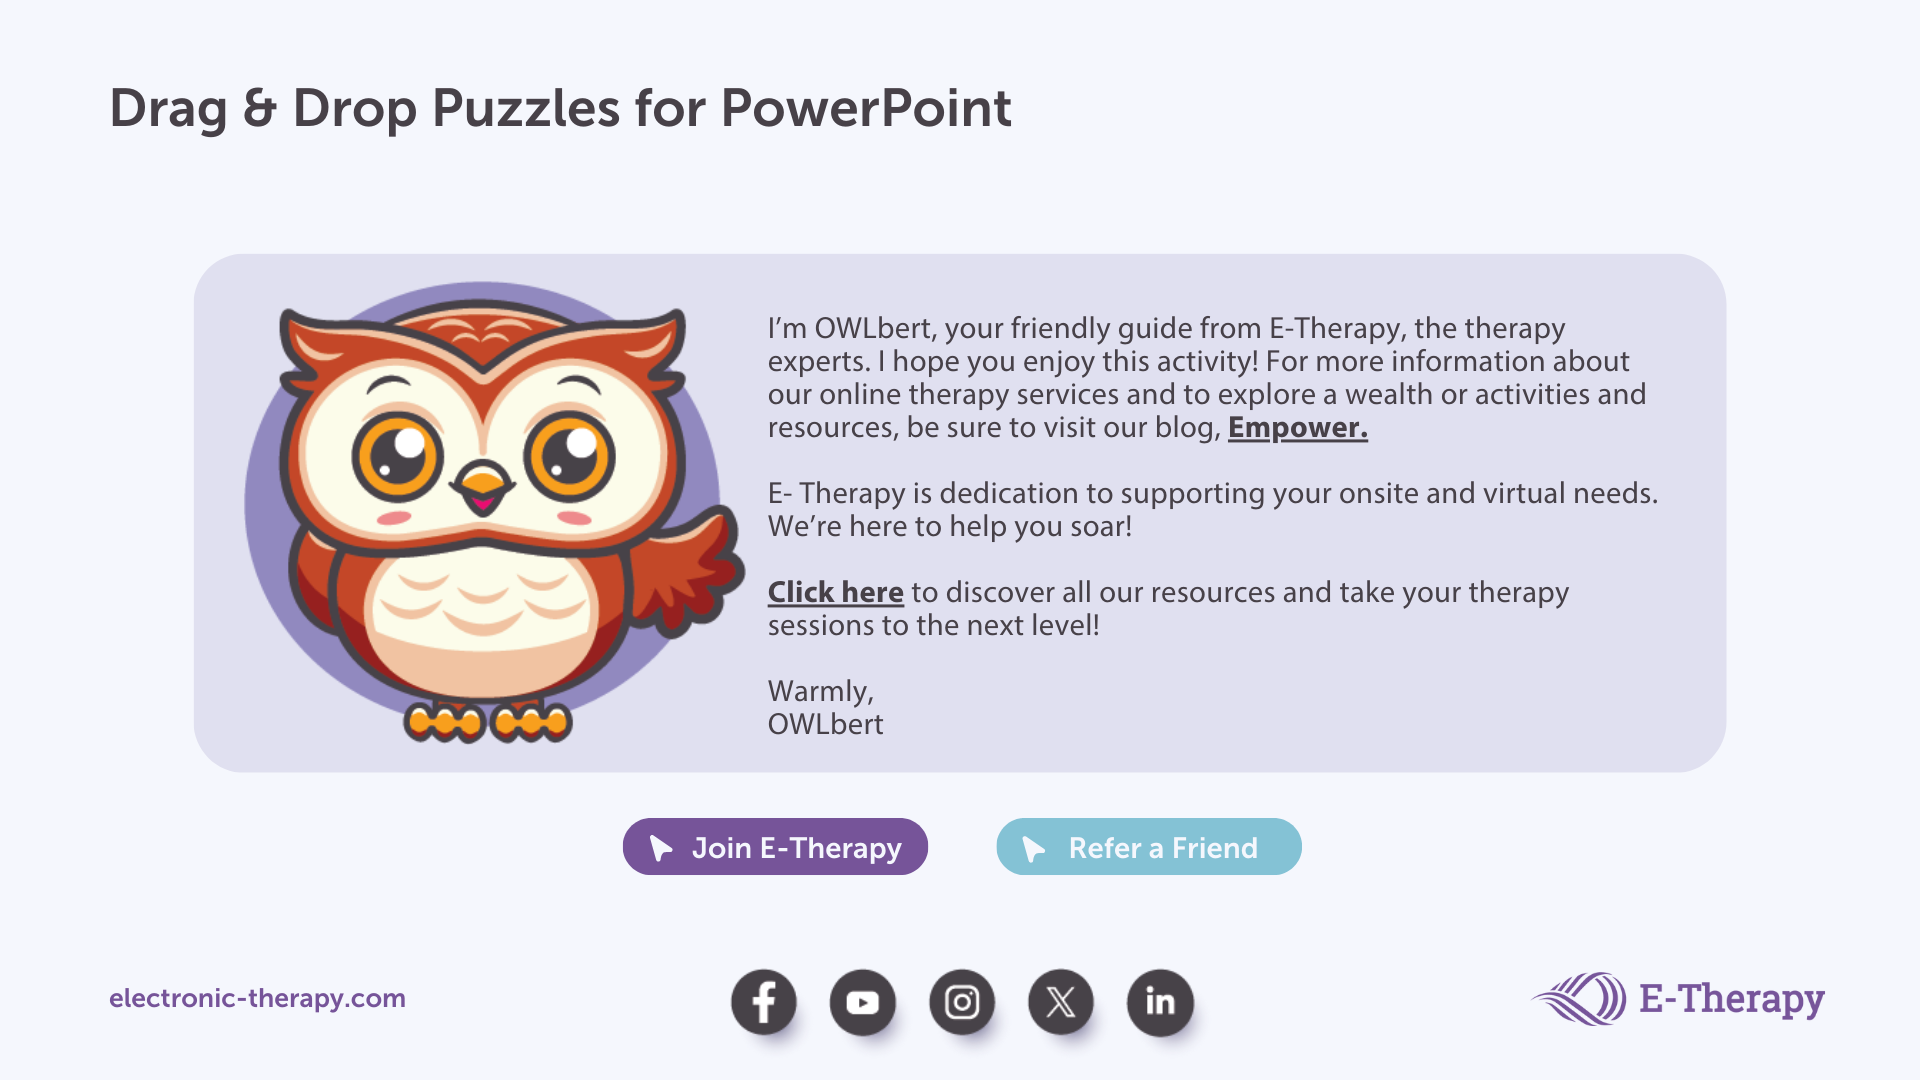 Drag & Drop Puzzles for PowerPoint
I’m OWLbert, your friendly guide from E-Therapy, the therapy
experts. I hope you enjoy this activity! For more information about
our online therapy services and to explore a wealth or activities and
resources, be sure to visit our blog, Empower.
E- Therapy is dedication to supporting your onsite and virtual needs.
We’re here to help you soar!
Click here to discover all our resources and take your therapy
sessions to the next level!
Warmly,
OWLbert
Join E-Therapy
Refer a Friend
electronic-therapy.com
E-Therapy